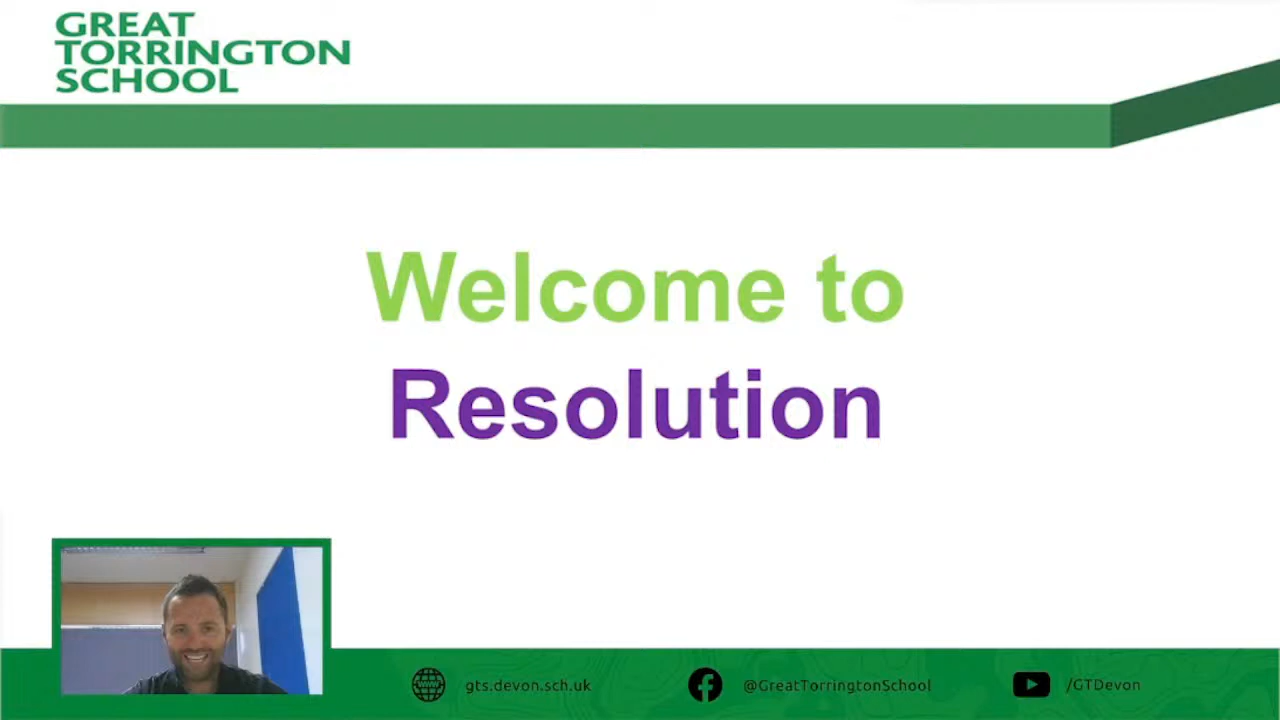 GREAT
TORRINGTON
SCHOOL
Welcome to
Resolution
gts.devon.sch.uk
@GreatTorringtonSchool
/GTDevon